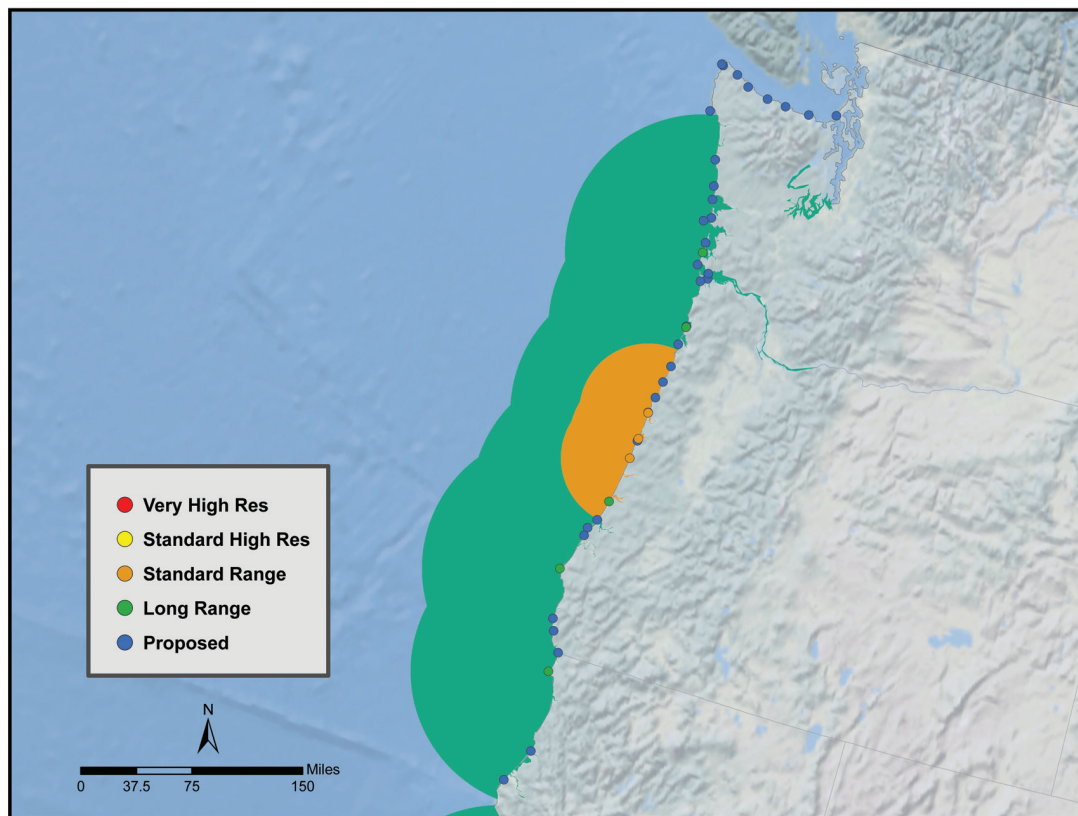 Very High Res
Standard High Res
Standard Range
Long Range
Proposed
N
Miles
0 37.5 75 150